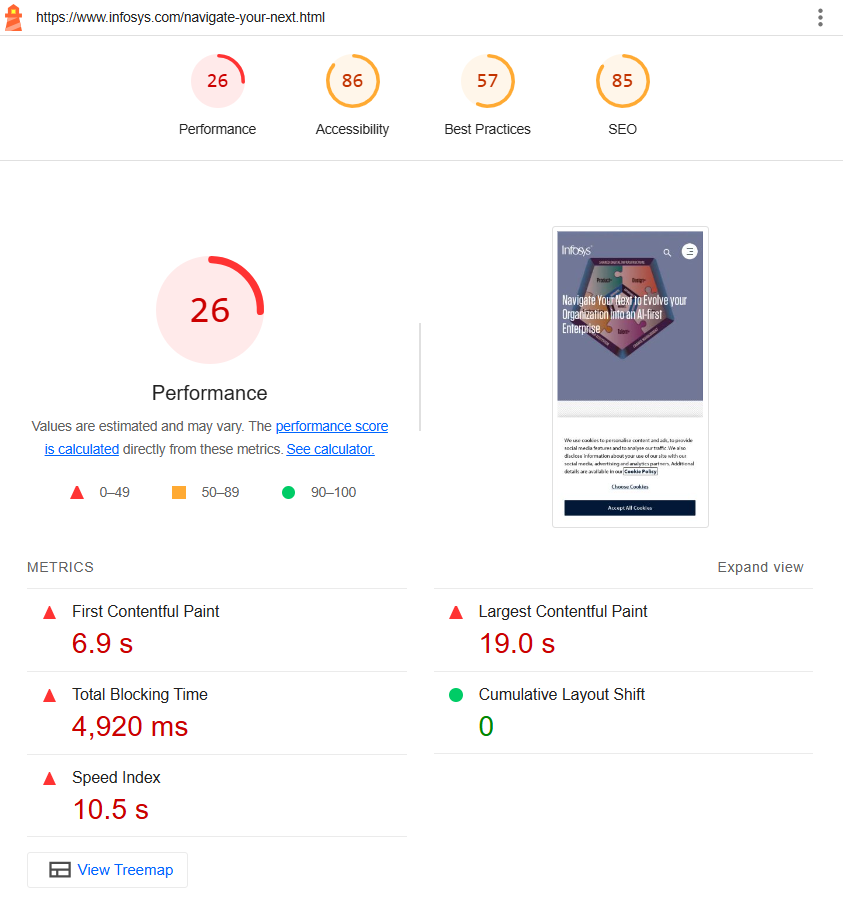 https://www.infosys.com/navigate-your-next.html
26
86
57
85
Performance
Accessibility
Best Practices
SEO
26
Performance
Values are estimated and may vary. The performance score
is calculated directly from these metrics. See calculator.
0–49
50–89
90–100
Infosys
Product
Design
Talent
Navigate Your Next to Evolve your
Organization into an AI-first
Enterprise
We use cookies to personalise content and ads, to provide
social media features and to analyse our traffic. We also
disclose information about your use of our site with our
social media, advertising and analytics partners. Additional
details are available in our Cookie Policy
Choose Cookies
Accept All Cookies
METRICS
Expand view
First Contentful Paint
6.9 s
Largest Contentful Paint
19.0 s
Total Blocking Time
4,920 ms
Cumulative Layout Shift
0
Speed Index
10.5 s
View Treemap